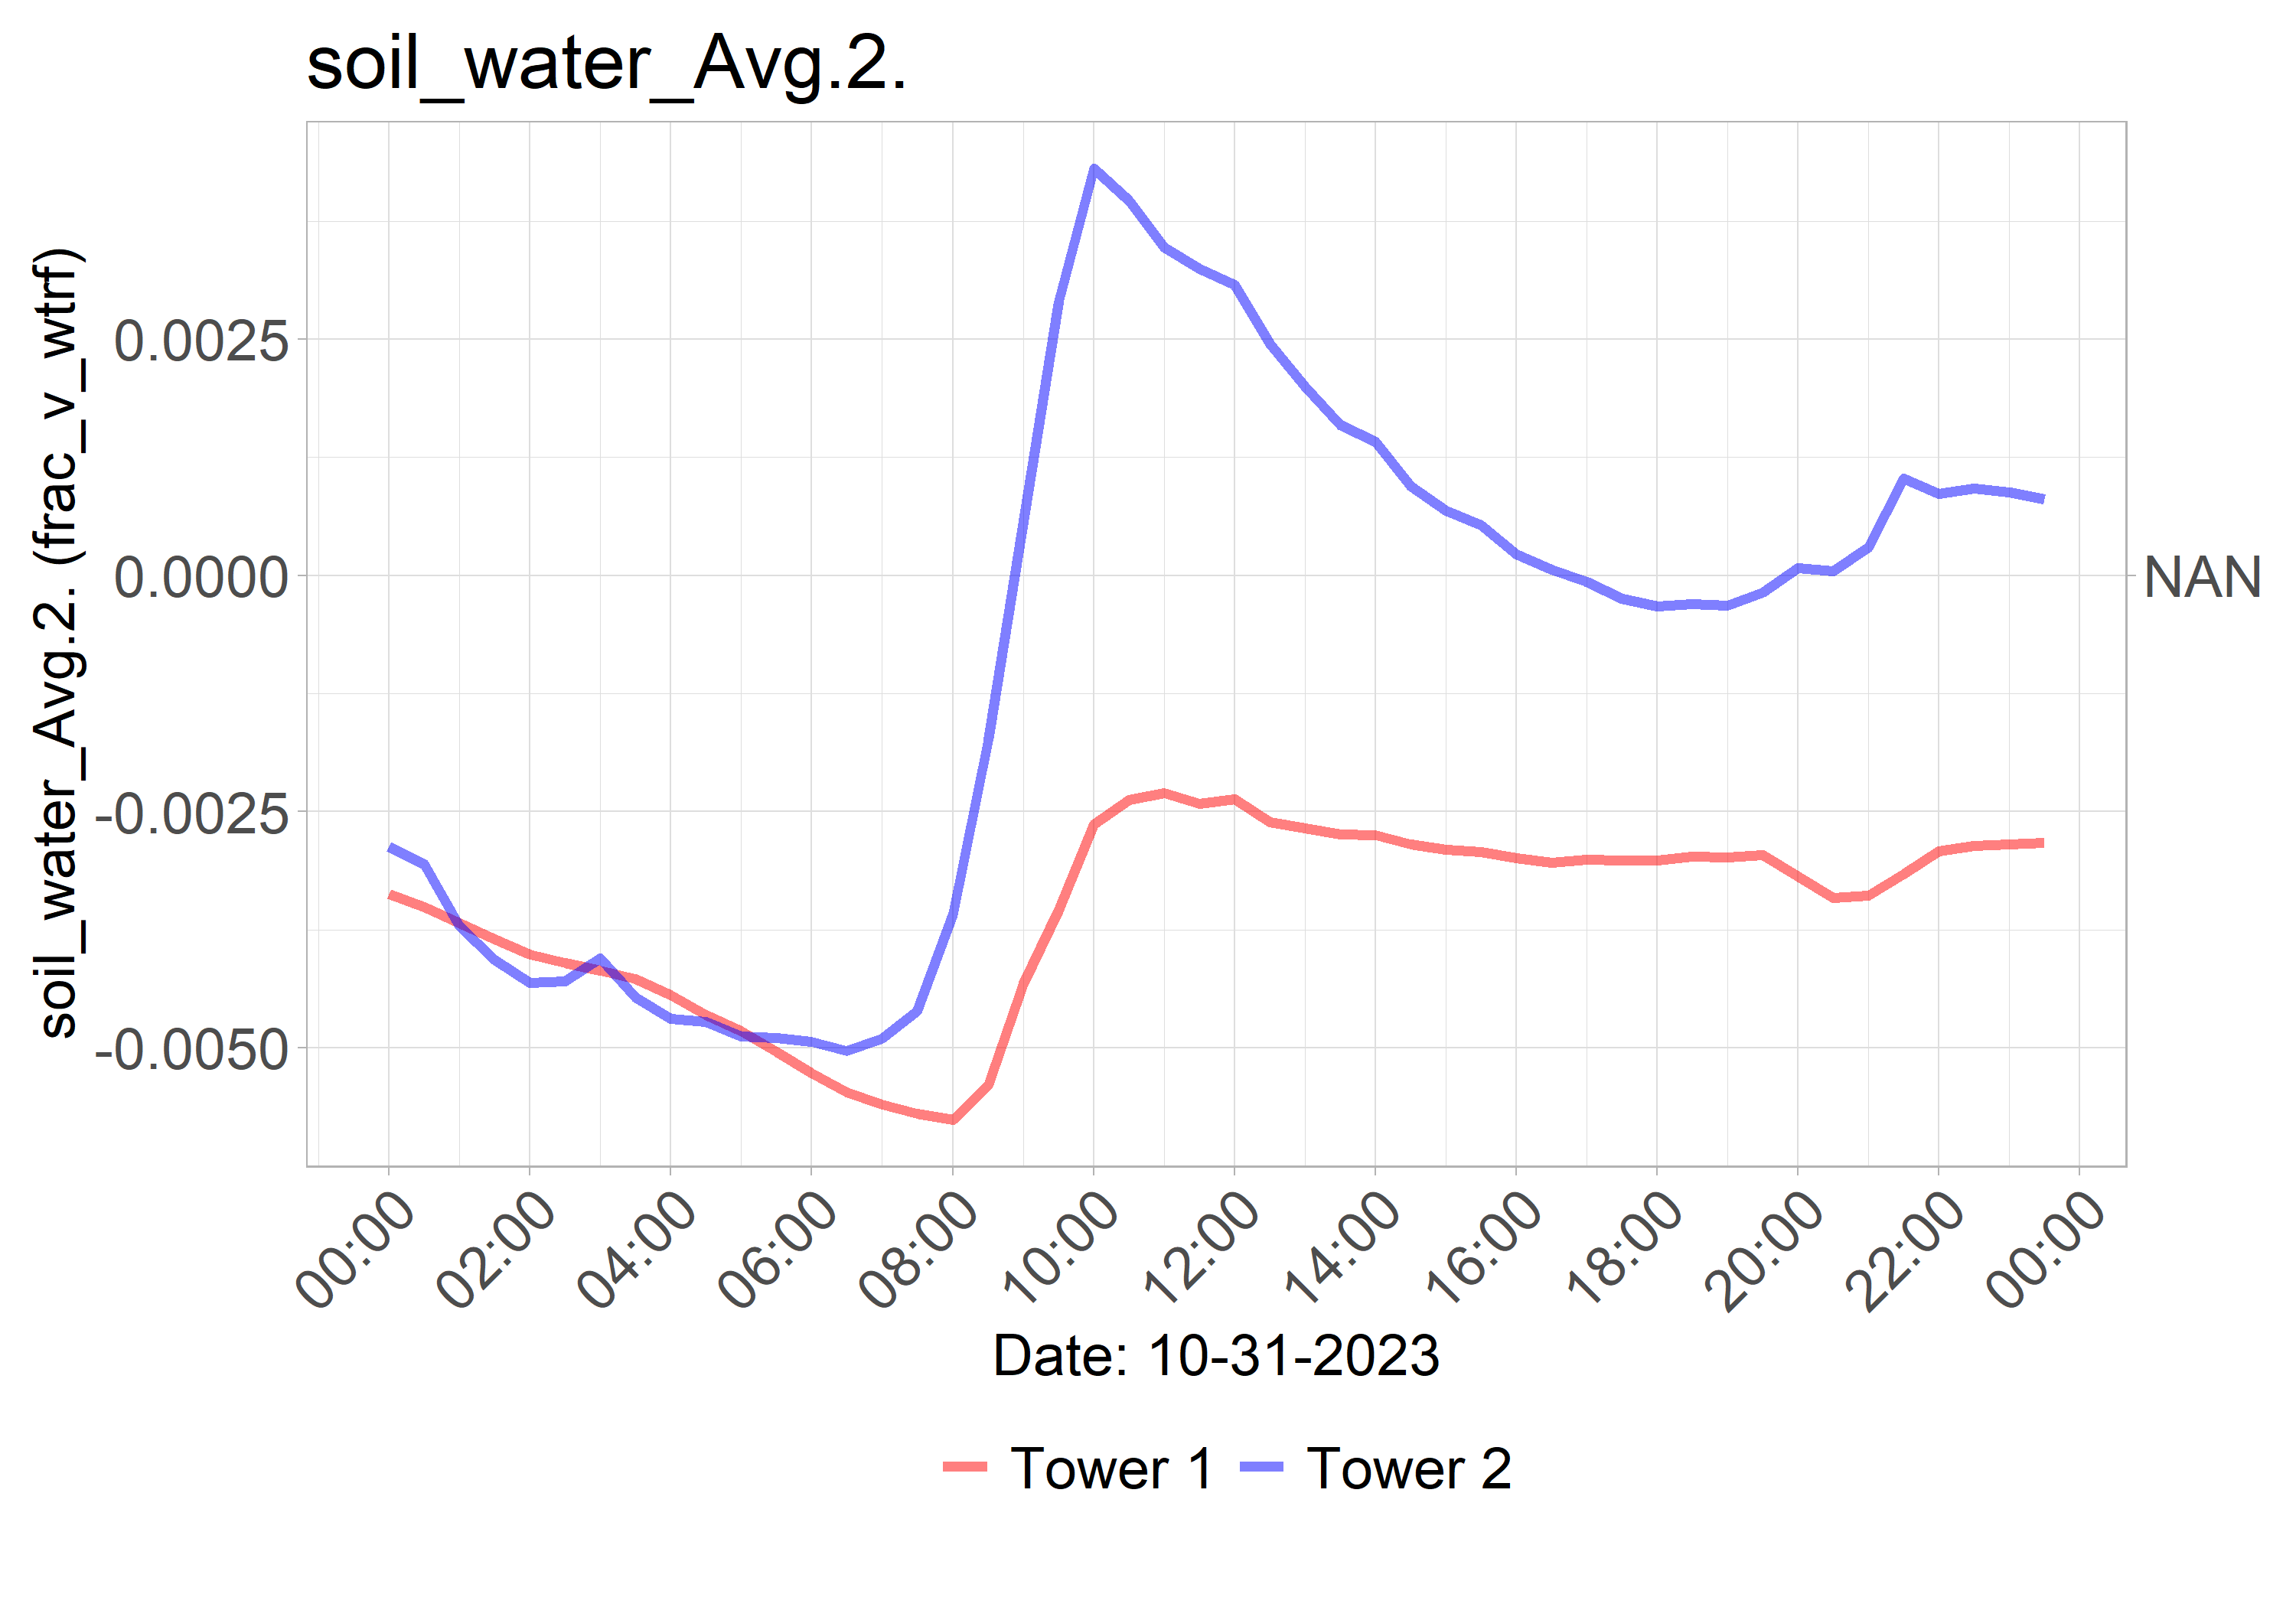 soil_water_Avg.2.
soil_water_Avg.2. (frac_v_wtrf)
0.0025
0.0000
-0.0025
-0.0050
NAN
00:00
02:00
04:00
06:00
08:00
10:00
12:00
14:00
16:00
18:00
20:00
22:00
00:00
Date: 10-31-2023
Tower 1
Tower 2